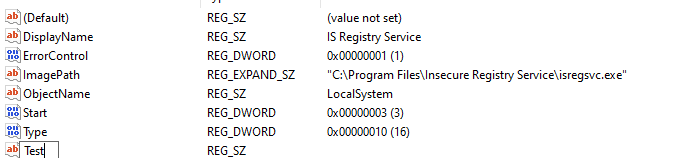 (Default) REG_SZ (value not set)
DisplayName REG_SZ IS Registry Service
ErrorControl REG_DWORD 0x00000001 (1)
ImagePath REG_EXPAND_SZ "C:\Program Files\Insecure Registry Service\isregsvc.exe"
ObjectName REG_SZ LocalSystem
Start REG_DWORD 0x00000003 (3)
Type REG_DWORD 0x00000010 (16)
Test REG_SZ